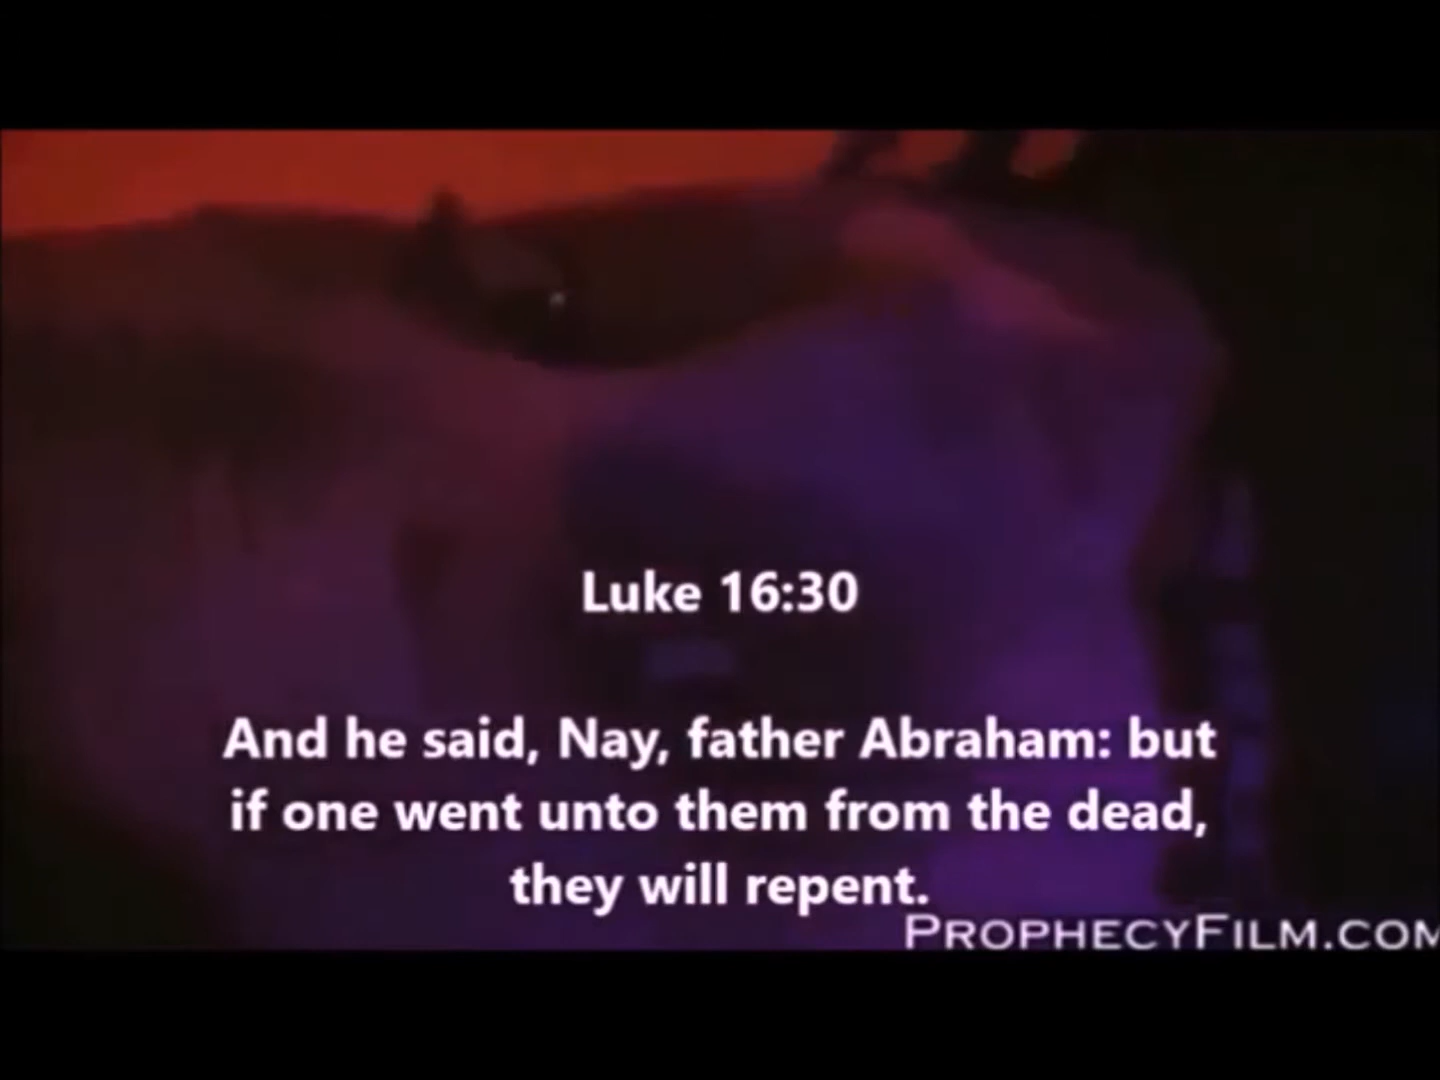 Luke 16:30
And he said, Nay, father Abraham: but
if one went unto them from the dead,
they will repent.
PROPHECYFILM.COM